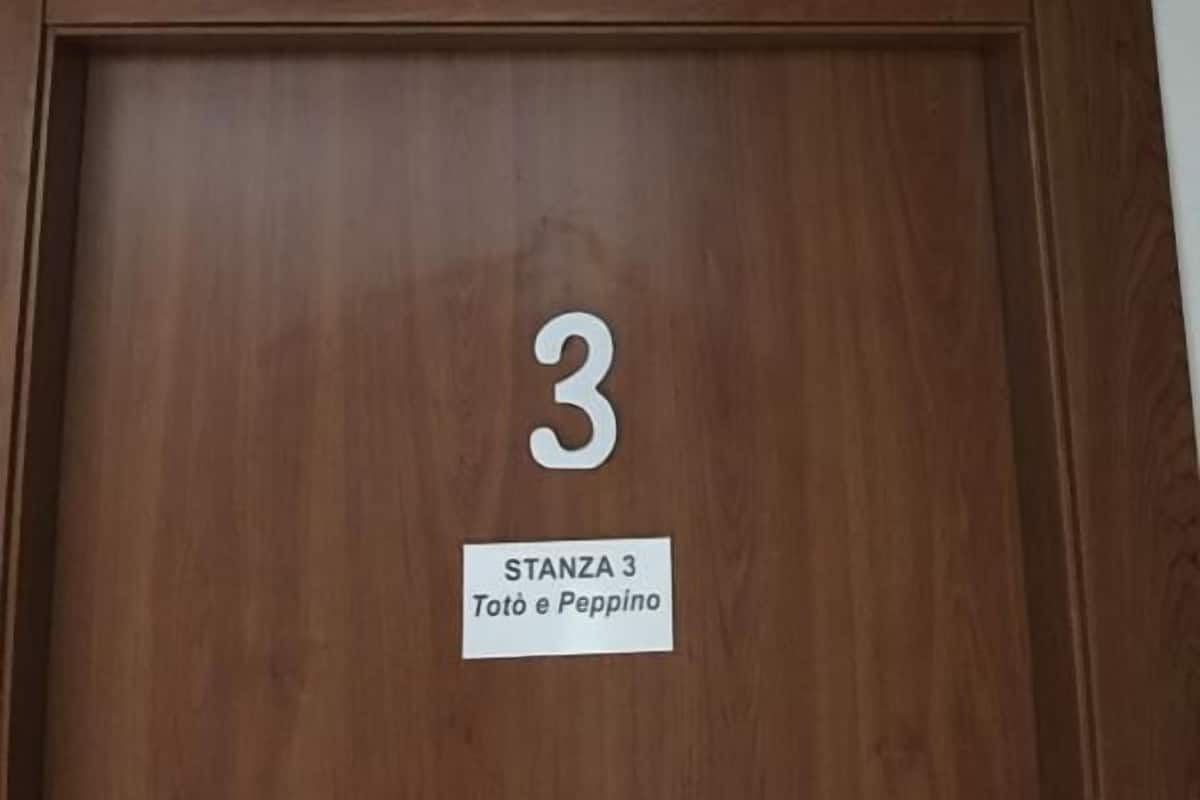 3
STANZA 3
Totò e Peppino